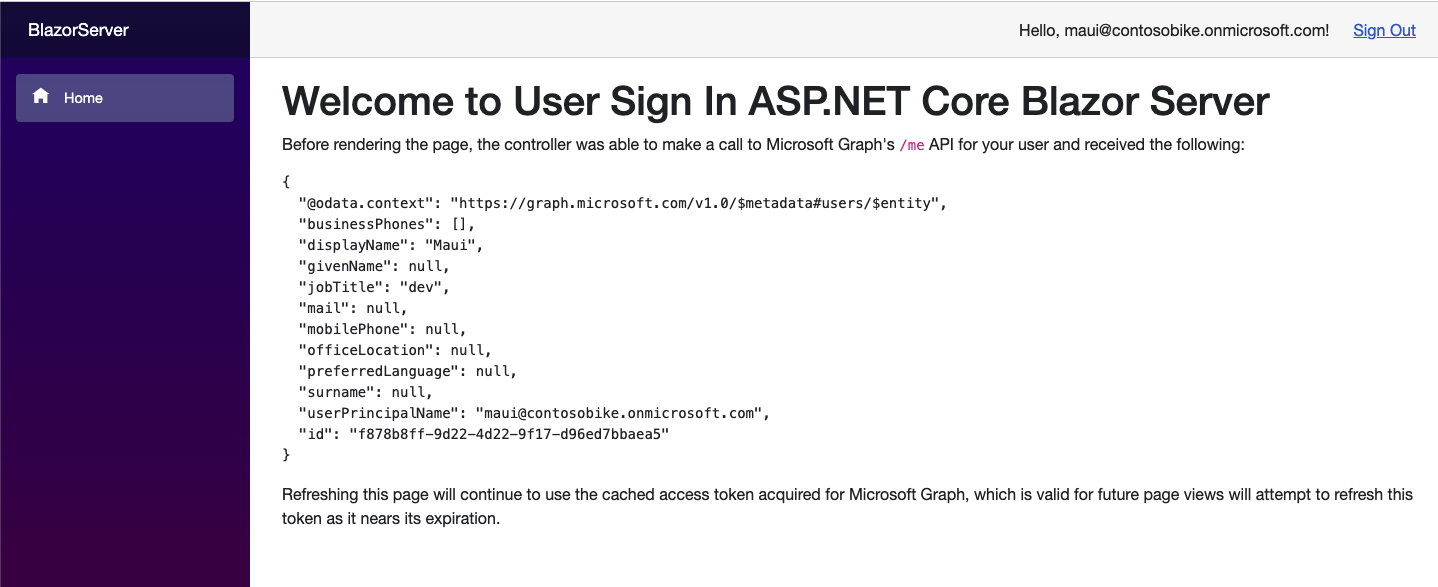 BlazorServer
Hello, maui@contosobike.onmicrosoft.com!
Sign Out
Home
Welcome to User Sign In ASP.NET Core Blazor Server
Before rendering the page, the controller was able to make a call to Microsoft Graph's /me API for your user and received the following:
{
  "@odata.context": "https://graph.microsoft.com/v1.0/$metadata#users/$entity",
  "businessPhones": [],
  "displayName": "Maui",
  "givenName": null,
  "jobTitle": "dev",
  "mail": null,
  "mobilePhone": null,
  "officeLocation": null,
  "preferredLanguage": null,
  "surname": null,
  "userPrincipalName": "maui@contosobike.onmicrosoft.com",
  "id": "f878b8ff-9d22-4d22-9f17-d96ed7bbaea5"
}
Refreshing this page will continue to use the cached access token acquired for Microsoft Graph, which is valid for future page views will attempt to refresh this
token as it nears its expiration.